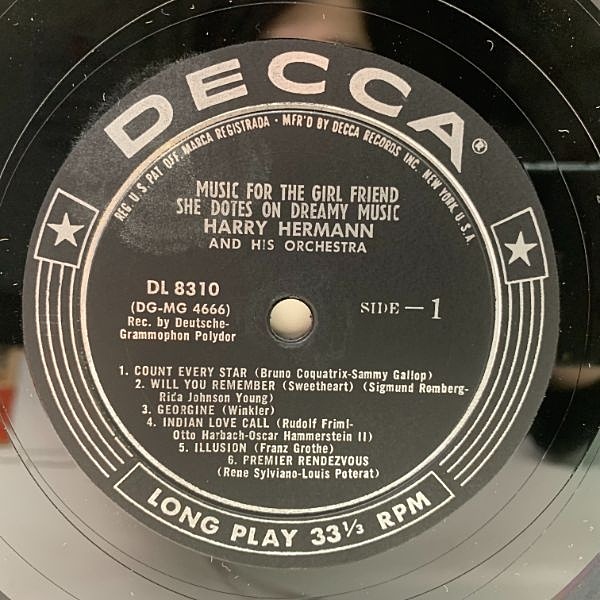 DECCA®
REG U.S. PAT OFF. MARCA REGISTRADA • MFR'D BY DECCA RECORDS INC. NEW YORK U.S.A.
MUSIC FOR THE GIRL FRIEND
SHE DOTES ON DREAMY MUSIC
HARRY HERMANN
AND HIS ORCHESTRA
DL 8310
(DG-MG 4666)
Rec. by Deutsche-
Grammophon Polydor
SIDE — 1
1. COUNT EVERY STAR (Bruno Coquatrix-Sammy Gallop)
2. WILL YOU REMEMBER (Sweetheart) (Sigmund Romberg-
Rida Johnson Young)
3. GEORGINE (Winkler)
4. INDIAN LOVE CALL (Rudolf Friml-
Otto Harbach-Oscar Hammerstein II)
5. ILLUSION (Franz Grothe)
6. PREMIER RENDEZVOUS
(Rene Sylviano-Louis Poterat)
LONG PLAY 33⅓ RPM